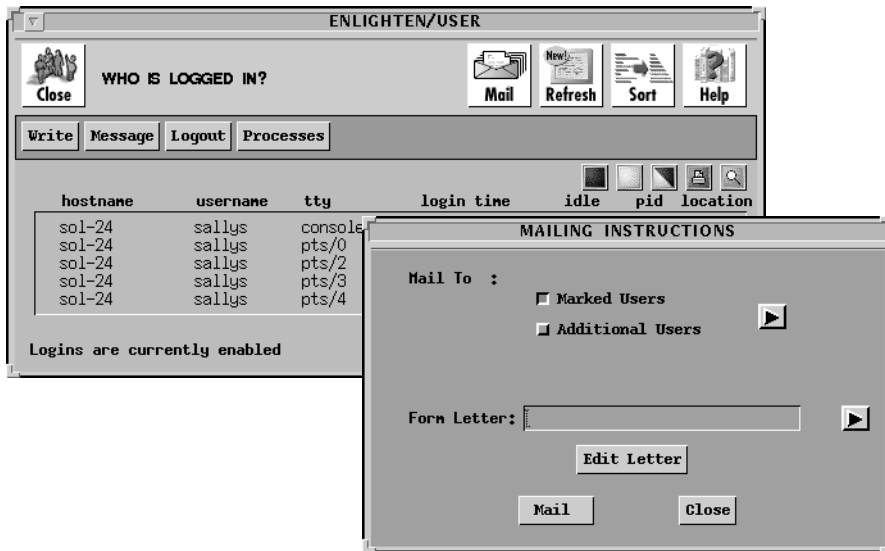 ENLIGHTEN/USER
Close
WHO IS LOGGED IN?
Mail
New!
Refresh
Sort
Help
Write Message Logout Processes
hostname username tty login time idle pid location
sol-24 sallys console
sol-24 sallys pts/0
sol-24 sallys pts/2
sol-24 sallys pts/3
sol-24 sallys pts/4
Logins are currently enabled
MAILING INSTRUCTIONS
Mail To :
Marked Users
Additional Users
Form Letter:
Edit Letter
Mail Close